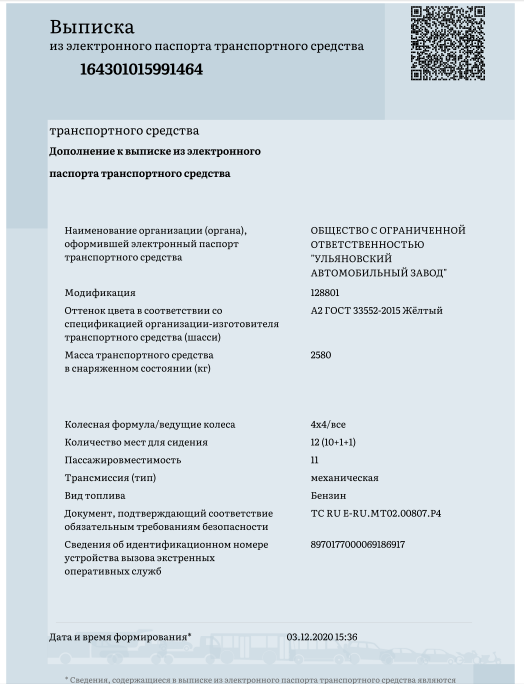 Выписка
из электронного паспорта транспортного средства
164301015991464
транспортного средства
Дополнение к выписке из электронного
паспорта транспортного средства
Наименование организации (органа),
оформившей электронный паспорт
транспортного средства
ОБЩЕСТВО С ОГРАНИЧЕННОЙ
ОТВЕТСТВЕННОСТЬЮ
"УЛЬЯНОВСКИЙ
АВТОМОБИЛЬНЫЙ ЗАВОД"
Модификация 128801
Оттенок цвета в соответствии со
спецификацией организации-изготовителя
транспортного средства (шасси)
А2 ГОСТ 33552-2015 Жёлтый
Масса транспортного средства
в снаряженном состоянии (кг)
2580
Колесная формула/ведущие колеса 4x4/все
Количество мест для сидения 12 (10+1+1)
Пассажировместимость 11
Трансмиссия (тип) механическая
Вид топлива Бензин
Документ, подтверждающий соответствие
обязательным требованиям безопасности
ТС RU E-RU.MT02.00807.P4
Сведения об идентификационном номере
устройства вызова экстренных
оперативных служб
8970177000069186917
Дата и время формирования* 03.12.2020 15:36
* Сведения, содержащиеся в выписке из электронного паспорта транспортного средства являются